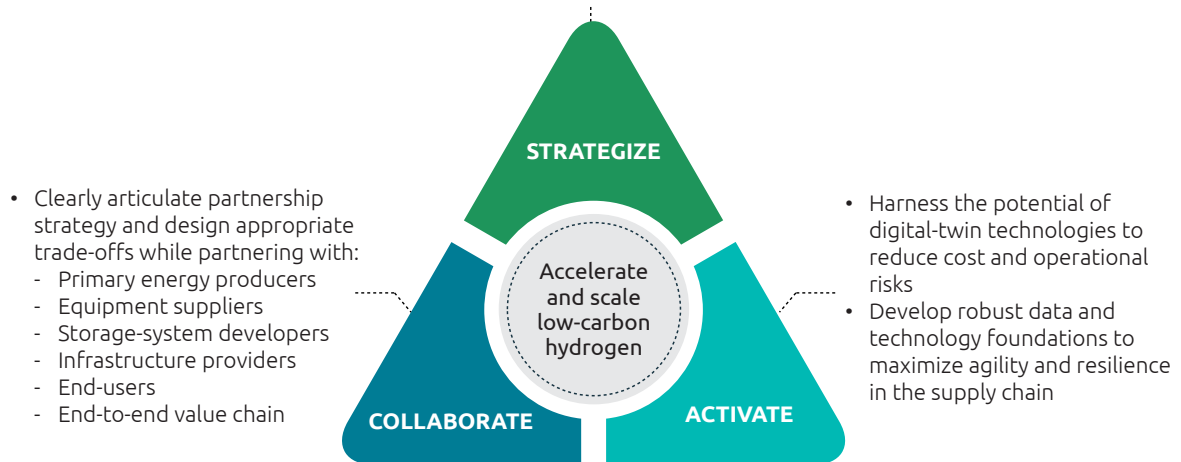 STRATEGIZE
• Clearly articulate partnership
strategy and design appropriate
trade-offs while partnering with:
- Primary energy producers
- Equipment suppliers
- Storage-system developers
- Infrastructure providers
- End-users
- End-to-end value chain
Accelerate
and scale
low-carbon
hydrogen
• Harness the potential of
digital-twin technologies to
reduce cost and operational
risks
• Develop robust data and
technology foundations to
maximize agility and resilience
in the supply chain
COLLABORATE
ACTIVATE